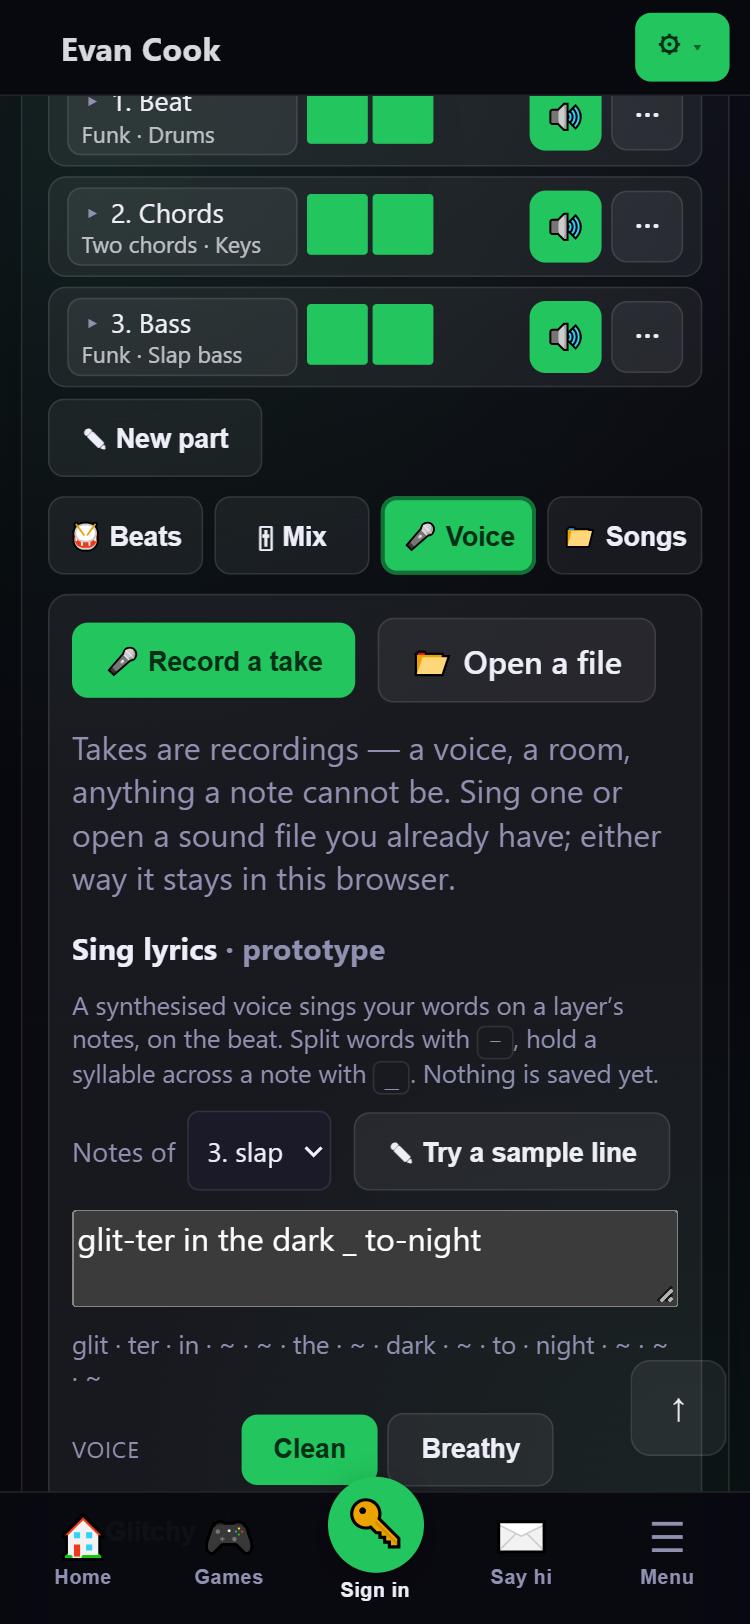 Evan Cook
1. Beat
Funk · Drums
2. Chords
Two chords · Keys
3. Bass
Funk · Slap bass
New part
Beats
Mix
Voice
Songs
Record a take
Open a file
Takes are recordings — a voice, a room,
anything a note cannot be. Sing one or
open a sound file you already have; either
way it stays in this browser.
Sing lyrics · prototype
A synthesised voice sings your words on a layer’s
notes, on the beat. Split words with -, hold a
syllable across a note with _. Nothing is saved yet.
Notes of
3. slap
Try a sample line
glit-ter in the dark _ to-night
glit · ter · in · ~ · ~ · the · ~ · dark · ~ · to · night · ~ · ~
· ~
VOICE
Clean
Breathy
↑
Glitchy
Home
Games
Sign in
Say hi
Menu